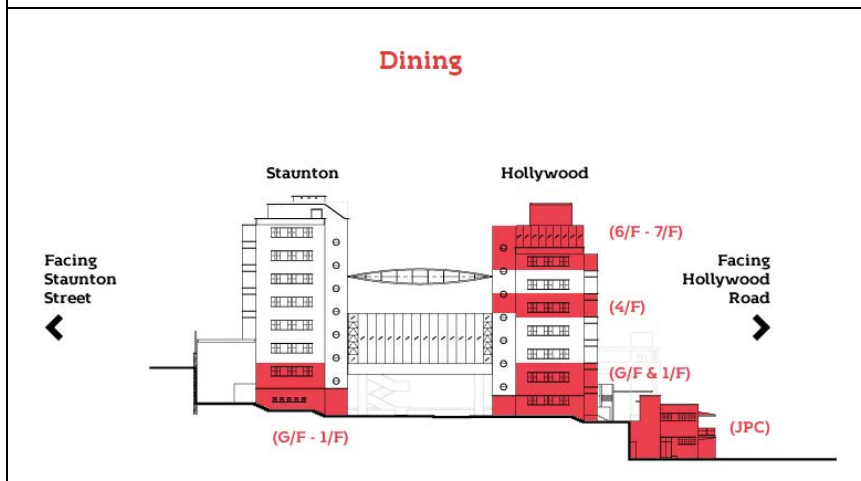 Dining
Staunton
Hollywood
(6/F - 7/F)
Facing
Staunton
Street
Facing
Hollywood
Road
(4/F)
(G/F & 1/F)
(JPC)
(G/F - 1/F)